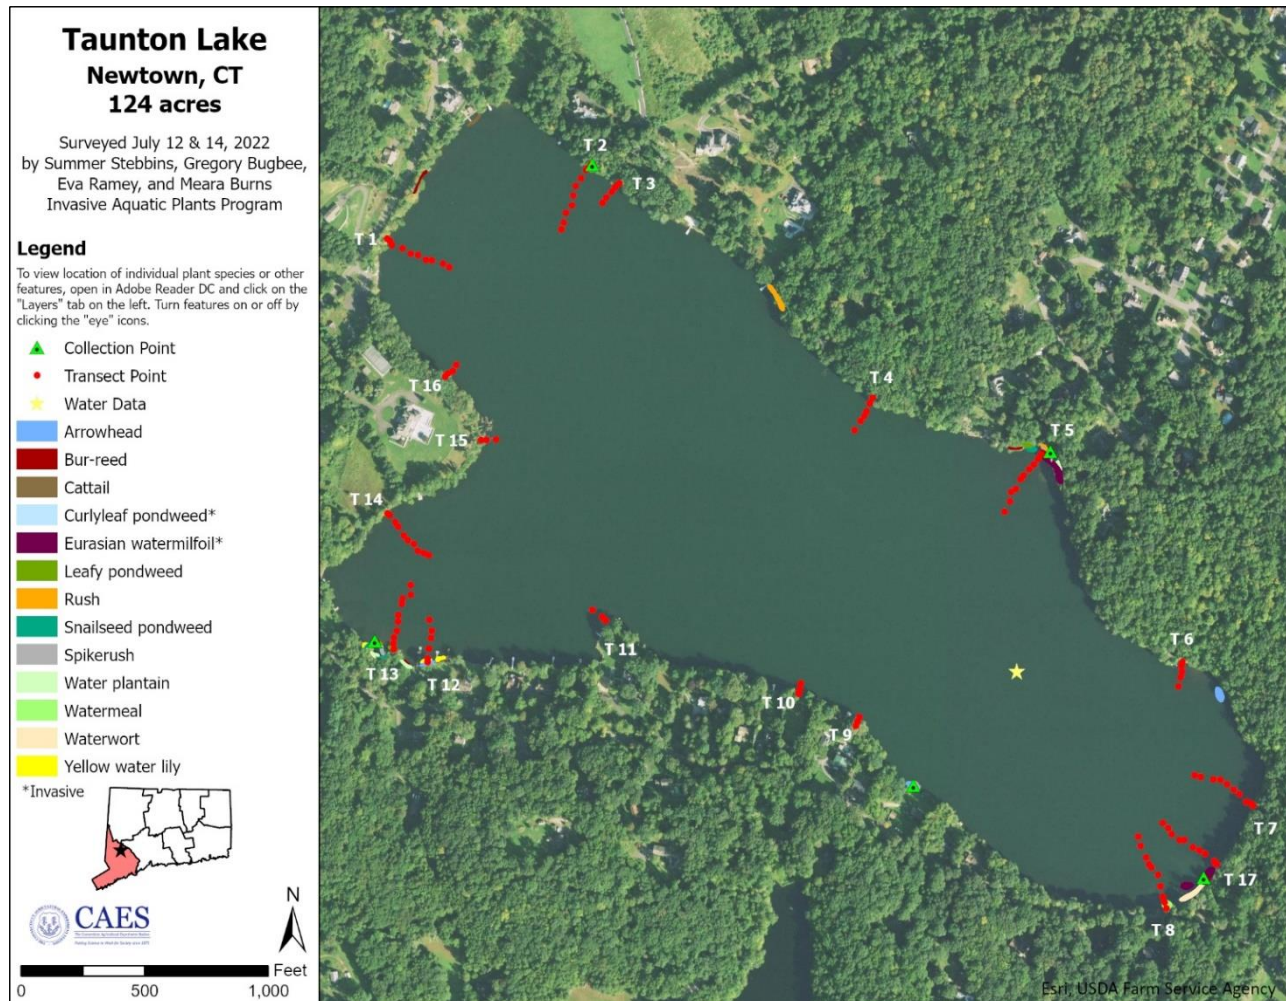 Taunton Lake
Newtown, CT
124 acres
Surveyed July 12 & 14, 2022
by Summer Stebbins, Gregory Bugbee,
Eva Ramey, and Meara Burns
Invasive Aquatic Plants Program
Legend
To view location of individual plant species or other
features, open in Adobe Reader DC and click on the
"Layers" tab on the left. Turn features on or off by
clicking the "eye" icons.
Collection Point
Transect Point
Water Data
Arrowhead
Bur-reed
Cattail
Curlyleaf pondweed*
Eurasian watermilfoil*
Leafy pondweed
Rush
Snailseed pondweed
Spikerush
Water plantain
Watermeal
Waterwort
Yellow water lily
*Invasive
CAES
N
Feet
0 500 1,000
T 2
T 3
T 1
T 16
T 4
T 15
T 5
T 14
T 11
T 6
T 13
T 12
T 10
T 9
T 7
T 17
T 8
Esri, USDA Farm Service Agency